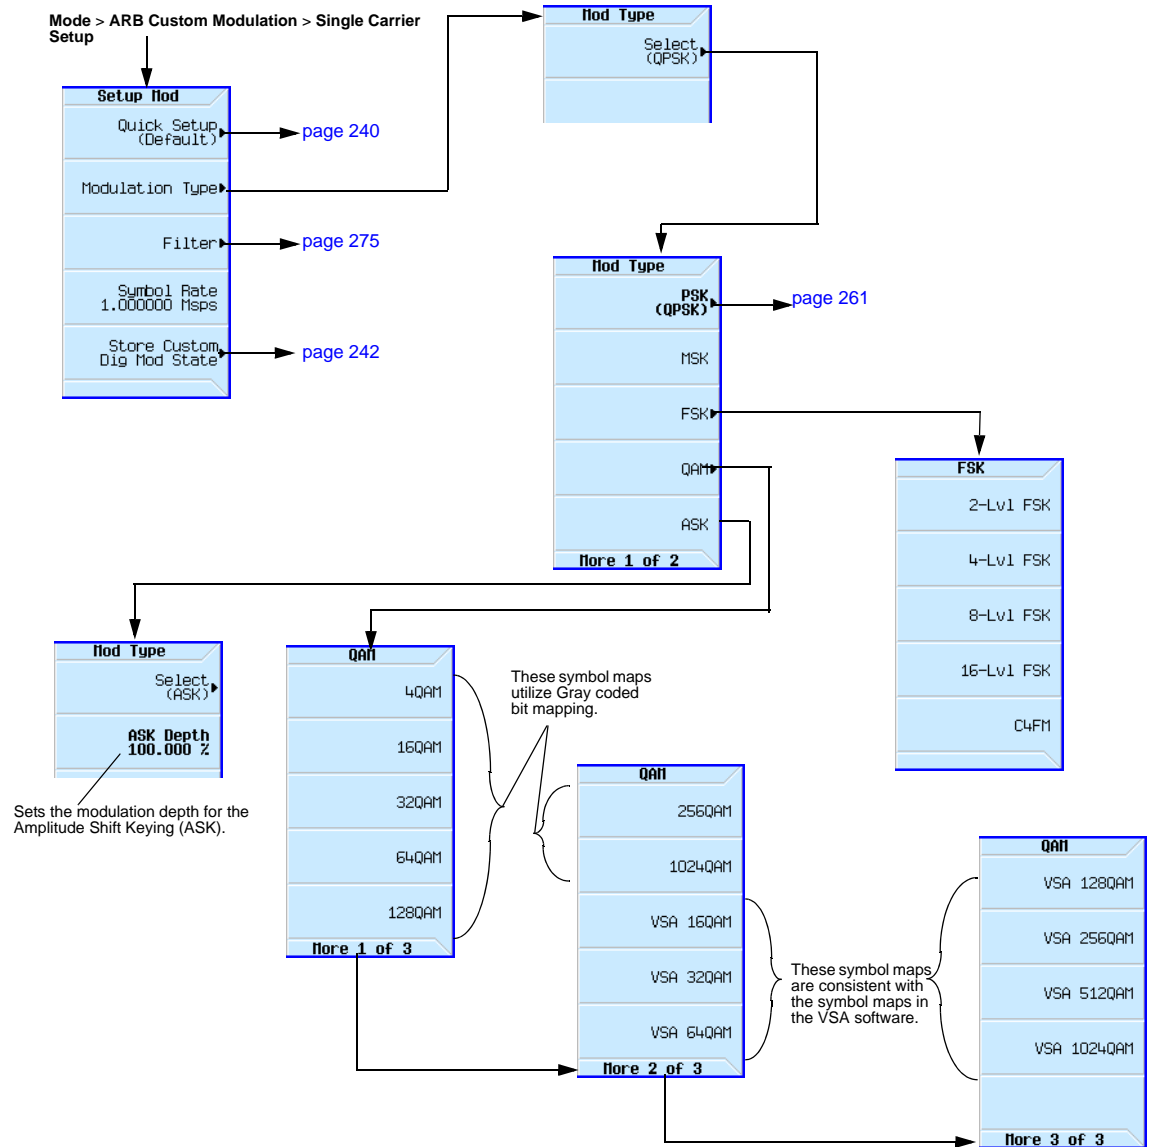 Mode > ARB Custom Modulation > Single Carrier
Setup
Setup Mod
Quick Setup
(Default)
page 240
Modulation Type
Filter
page 275
Symbol Rate
1.000000 Msps
Store Custom
Dig Mod State
page 242
Mod Type
Select
(QPSK)
Mod Type
PSK
(QPSK)
page 261
MSK
FSK
QAM
ASK
More 1 of 2
FSK
2-Lvl FSK
4-Lvl FSK
8-Lvl FSK
16-Lvl FSK
C4FM
Mod Type
Select
(ASK)
ASK Depth
100.000 %
Sets the modulation depth for the
Amplitude Shift Keying (ASK).
QAM
4QAM
16QAM
32QAM
64QAM
128QAM
More 1 of 3
These symbol maps
utilize Gray coded
bit mapping.
QAM
256QAM
1024QAM
VSA 16QAM
VSA 32QAM
VSA 64QAM
More 2 of 3
These symbol maps
are consistent with
the symbol maps in
the VSA software.
QAM
VSA 128QAM
VSA 256QAM
VSA 512QAM
VSA 1024QAM
More 3 of 3